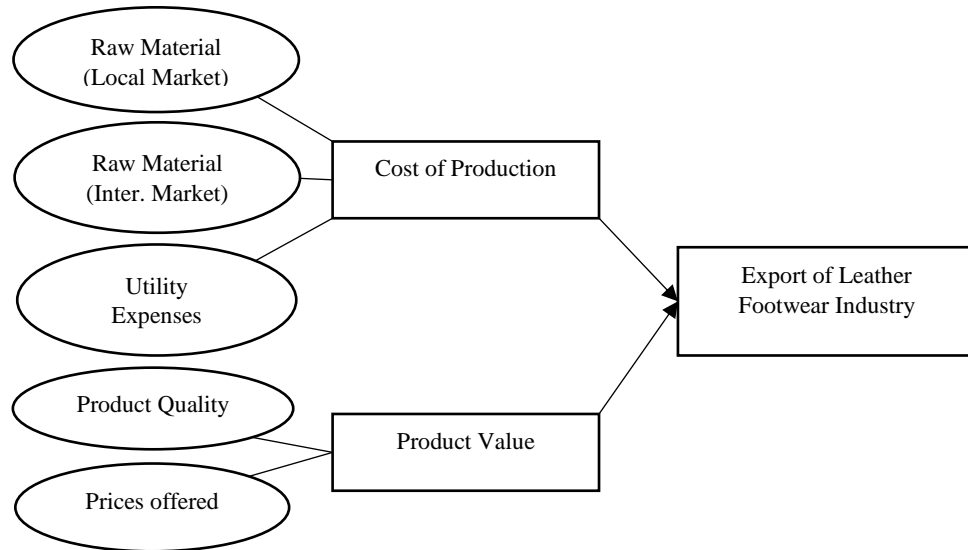 Raw Material
(Local Market)
Raw Material
(Inter. Market)
Utility
Expenses
Product Quality
Prices offered
Cost of Production
Product Value
Export of Leather
Footwear Industry